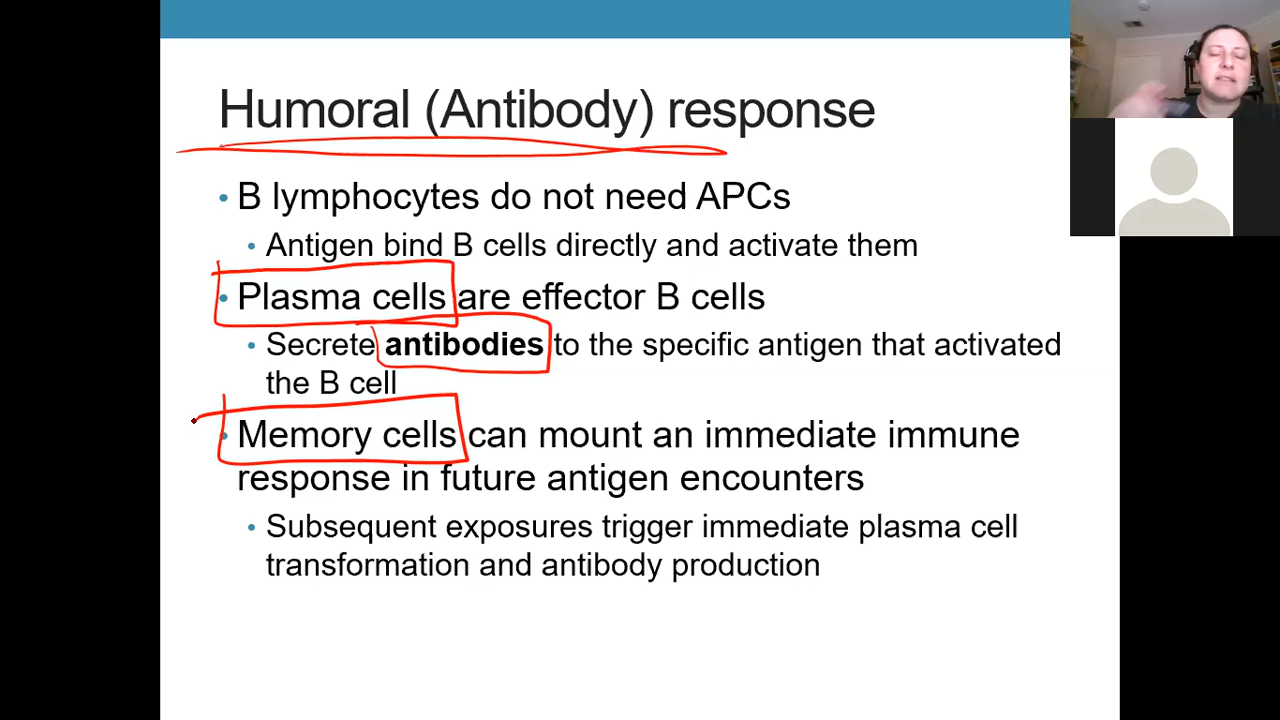 Humoral (Antibody) response
• B lymphocytes do not need APCs
• Antigen bind B cells directly and activate them
• Plasma cells are effector B cells
• Secrete antibodies to the specific antigen that activated
the B cell
• Memory cells can mount an immediate immune
response in future antigen encounters
• Subsequent exposures trigger immediate plasma cell
transformation and antibody production